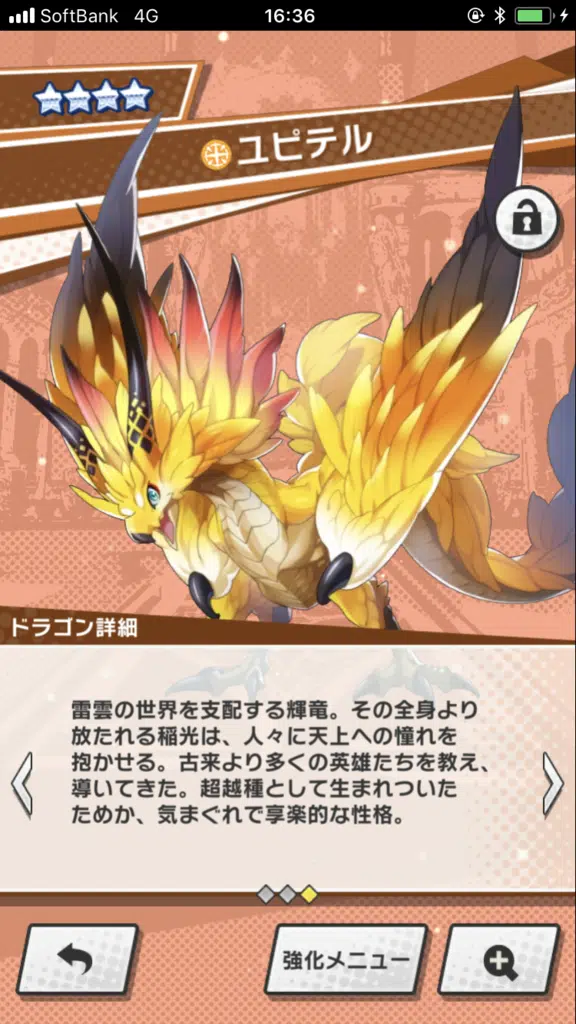 SoftBank 4G 16:36
ユピテル
ドラゴン詳細
雷雲の世界を支配する輝竜。その全身より
放たれる稲光は、人々に天上への憧れを
抱かせる。古来より多くの英雄たちを教え、
導いてきた。超越種として生まれついた
ためか、気まぐれで享楽的な性格。
強化メニュー